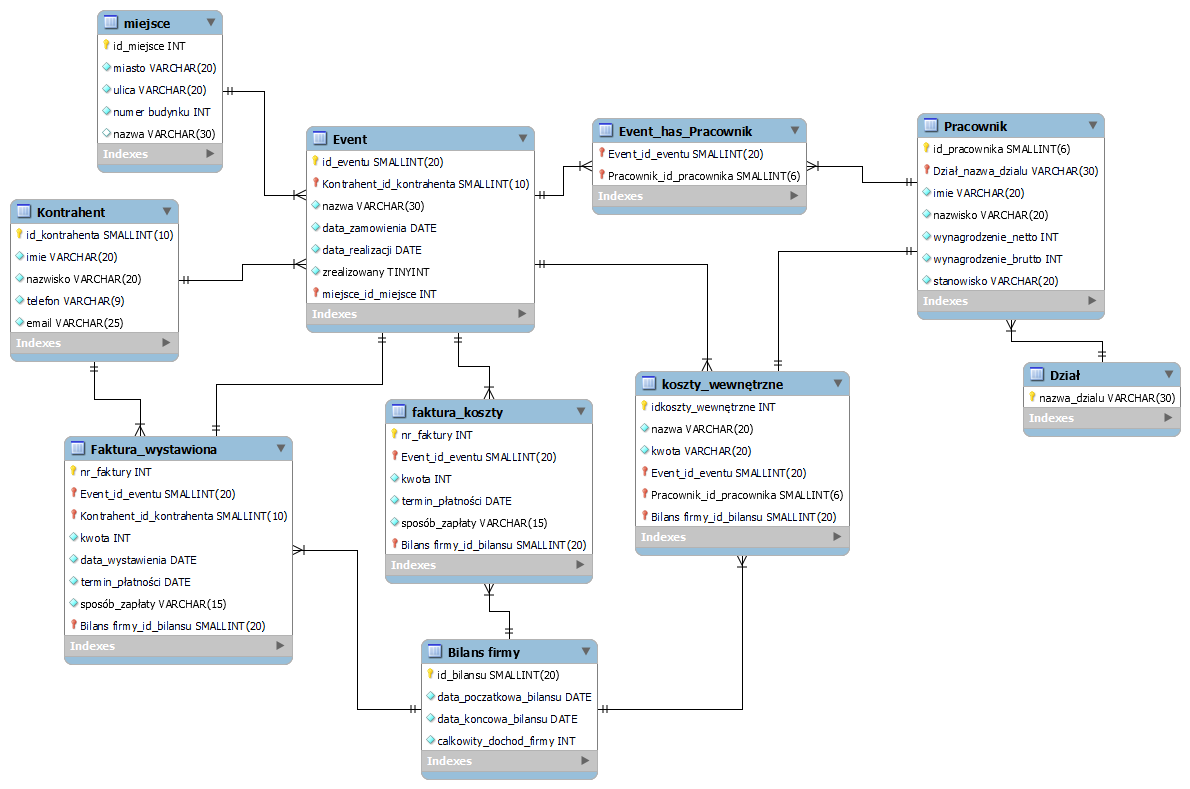 miejsce
id_miejsce INT
miasto VARCHAR(20)
ulica VARCHAR(20)
numer budynku INT
nazwa VARCHAR(30)
Indexes
Kontrahent
id_kontrahenta SMALLINT(10)
imie VARCHAR(20)
nazwisko VARCHAR(20)
telefon VARCHAR(9)
email VARCHAR(25)
Indexes
Event
id_eventu SMALLINT(20)
Kontrahent_id_kontrahenta SMALLINT(10)
nazwa VARCHAR(30)
data_zamowienia DATE
data_realizacji DATE
zrealizowany TINYINT
miejsce_id_miejsce INT
Indexes
Event_has_Pracownik
Event_id_eventu SMALLINT(20)
Pracownik_id_pracownika SMALLINT(6)
Indexes
Pracownik
id_pracownika SMALLINT(6)
Dział_nazwa_dzialu VARCHAR(30)
imie VARCHAR(20)
nazwisko VARCHAR(20)
wynagrodzenie_netto INT
wynagrodzenie_brutto INT
stanowisko VARCHAR(20)
Indexes
Dział
nazwa_dzialu VARCHAR(30)
Indexes
Faktura_wystawiona
nr_faktury INT
Event_id_eventu SMALLINT(20)
Kontrahent_id_kontrahenta SMALLINT(10)
kwota INT
data_wystawienia DATE
termin_płatności DATE
sposób_zapłaty VARCHAR(15)
Bilans firmy_id_bilansu SMALLINT(20)
Indexes
faktura_koszty
nr_faktury INT
Event_id_eventu SMALLINT(20)
kwota INT
termin_płatności DATE
sposób_zapłaty VARCHAR(15)
Bilans firmy_id_bilansu SMALLINT(20)
Indexes
koszty_wewnętrzne
idkoszty_wewnętrzne INT
nazwa VARCHAR(20)
kwota VARCHAR(20)
Event_id_eventu SMALLINT(20)
Pracownik_id_pracownika SMALLINT(6)
Bilans firmy_id_bilansu SMALLINT(20)
Indexes
Bilans firmy
id_bilansu SMALLINT(20)
data_poczatkowa_bilansu DATE
data_koncowa_bilansu DATE
calkowity_dochod_firmy INT
Indexes